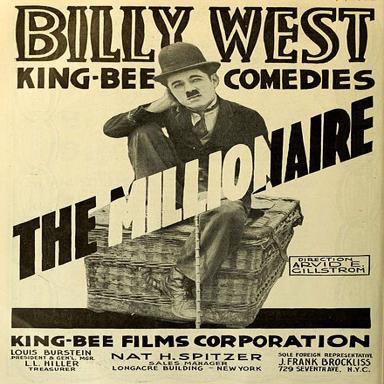 BILLY WEST
KING-BEE COMEDIES
THE MILLIONAIRE
DIRECTION
ARVID E.
GILLSTROM
KING-BEE FILMS CORPORATION
LOUIS BURSTEIN
PRESIDENT & GEN'L. MGR.
L.L. HILLER
TREASURER
NAT H. SPITZER
SALES MANAGER
LONGACRE BUILDING - NEW YORK
SOLE FOREIGN REPRESENTATIVE
J. FRANK BROCKLISS
729 SEVENTH AVE. N.Y.C.